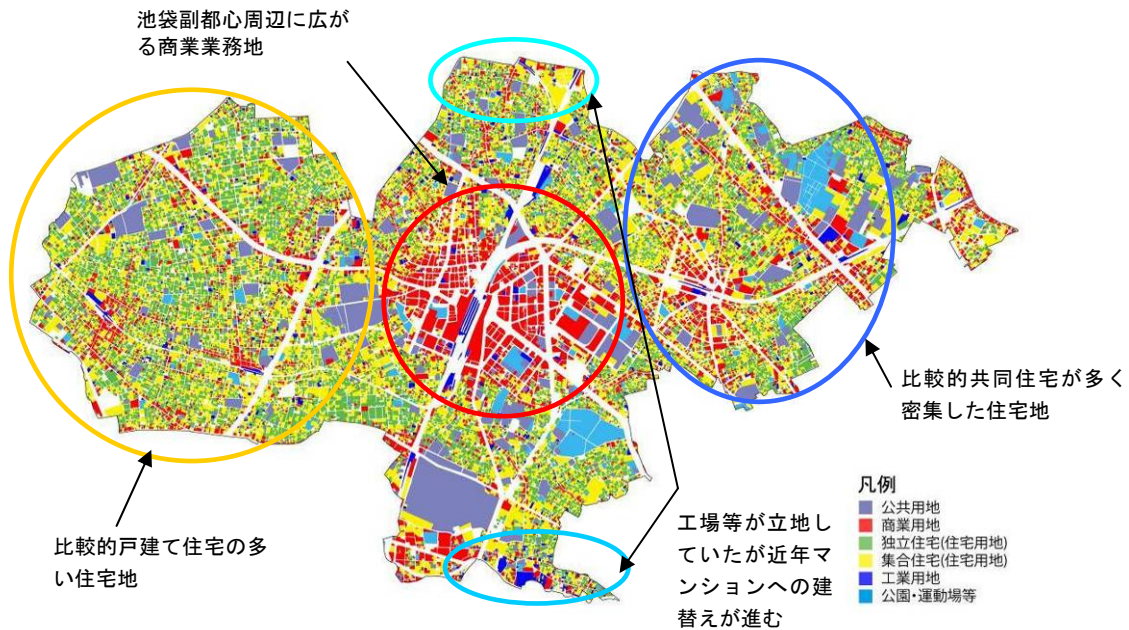 池袋副都心周辺に広が
る商業業務地
比較的共同住宅が多く
密集した住宅地
比較的戸建て住宅の多
い住宅地
工場等が立地し
ていたが近年マ
ンションへの建
替えが進む
凡例
公共用地
商業用地
独立住宅(住宅用地)
集合住宅(住宅用地)
工業用地
公園・運動場等